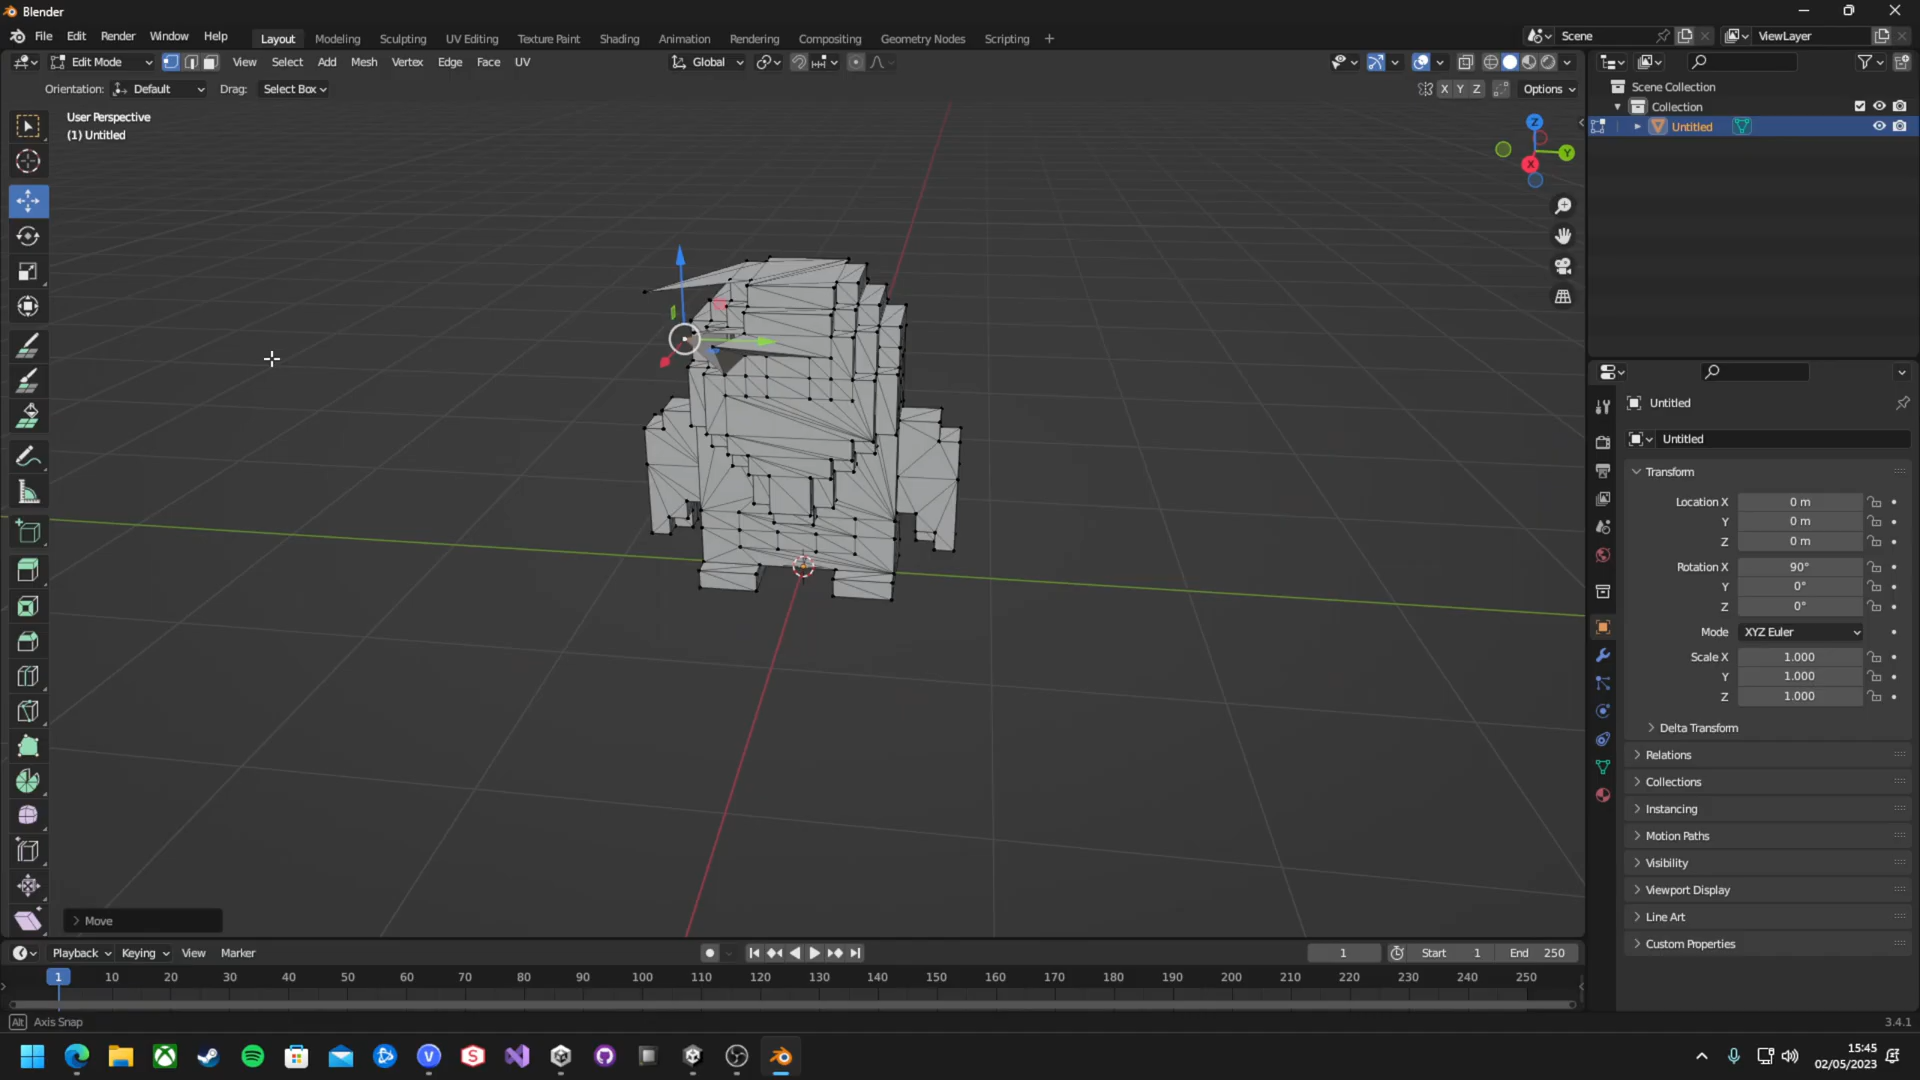 Blender
File Edit Render Window Help Layout Modeling Sculpting UV Editing Texture Paint Shading Animation Rendering Compositing Geometry Nodes Scripting + Scene ViewLayer
Edit Mode View Select Add Mesh Vertex Edge Face UV Global
Orientation: Default Drag: Select Box X Y Z Options
User Perspective
(1) Untitled
Z
Y
X
Scene Collection
Collection
Untitled
Untitled
Untitled
Transform
Location X 0 m
Y 0 m
Z 0 m
Rotation X 90°
Y 0°
Z 0°
Mode XYZ Euler
Scale X 1.000
Y 1.000
Z 1.000
Delta Transform
Relations
Collections
Instancing
Motion Paths
Visibility
Viewport Display
Line Art
Custom Properties
Move
Playback Keying View Marker 1 Start 1 End 250
1 10 20 30 40 50 60 70 80 90 100 110 120 130 140 150 160 170 180 190 200 210 220 230 240 250
Alt Axis Snap 3.4.1
15:45
02/05/2023